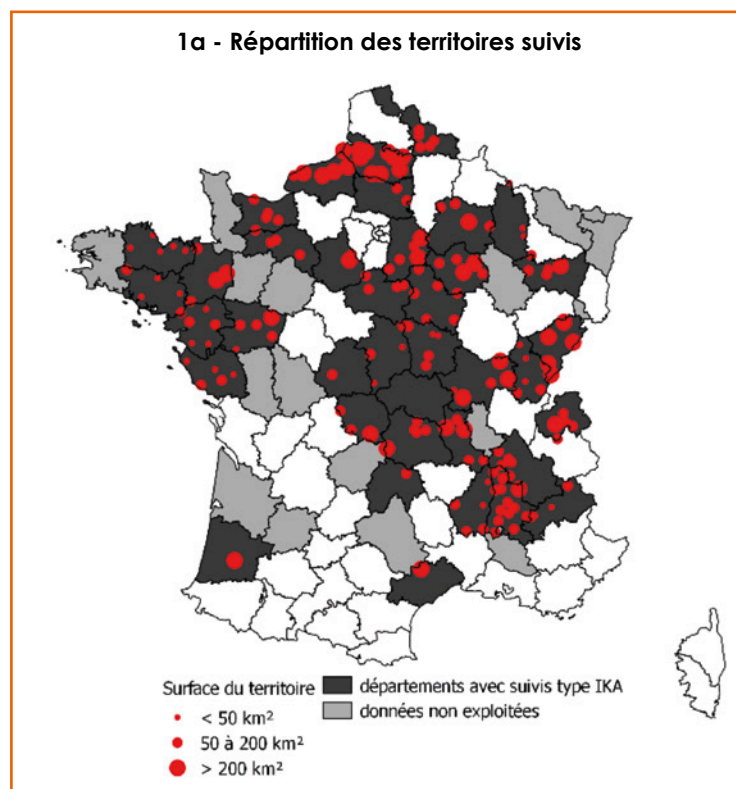 1a - Répartition des territoires suivis
Surface du territoire
départements avec suivis type IKA
< 50 km²
données non exploitées
50 à 200 km²
> 200 km²